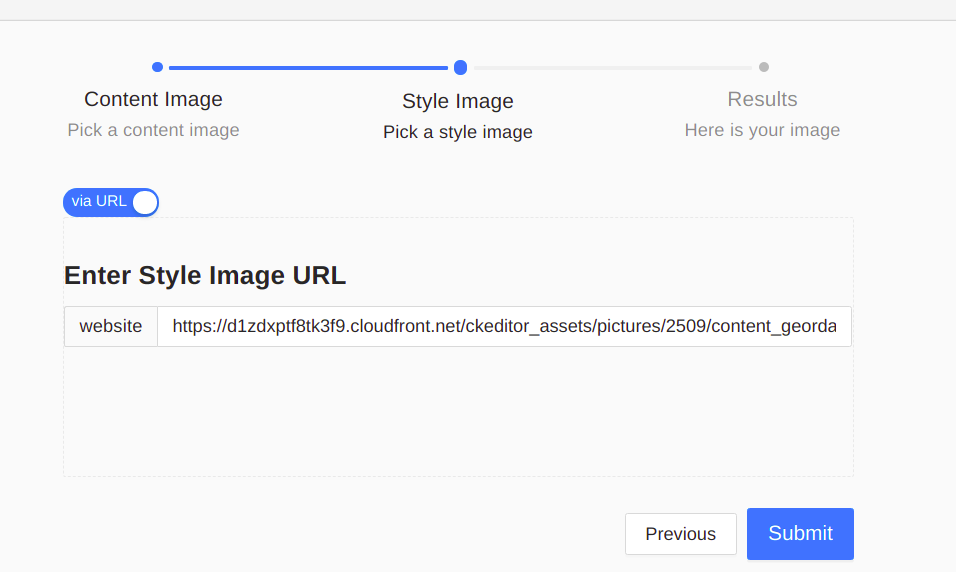 Content Image
Style Image
Results
Pick a content image
Pick a style image
Here is your image
via URL
Enter Style Image URL
website https://d1zdxptf8tk3f9.cloudfront.net/ckeditor_assets/pictures/2509/content_georda
Previous Submit